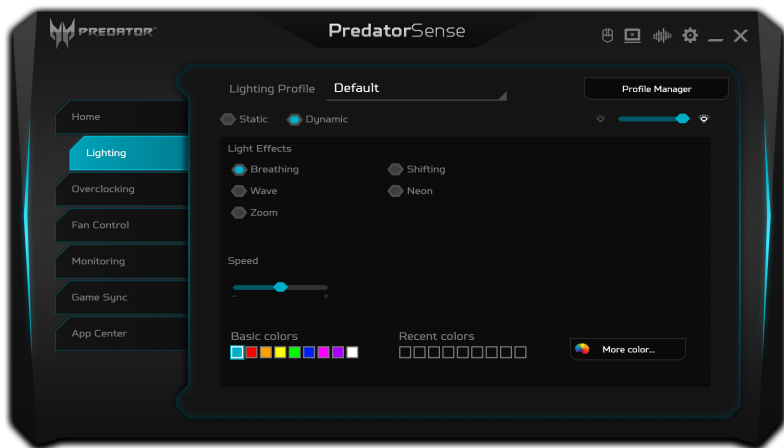 PREDATOR
PredatorSense
Lighting Profile Default
Profile Manager
Home
Lighting
Overclocking
Fan Control
Monitoring
Game Sync
App Center
Static Dynamic
Light Effects
Breathing Shifting
Wave Neon
Zoom
Speed
- +
Basic colors Recent colors
More color...